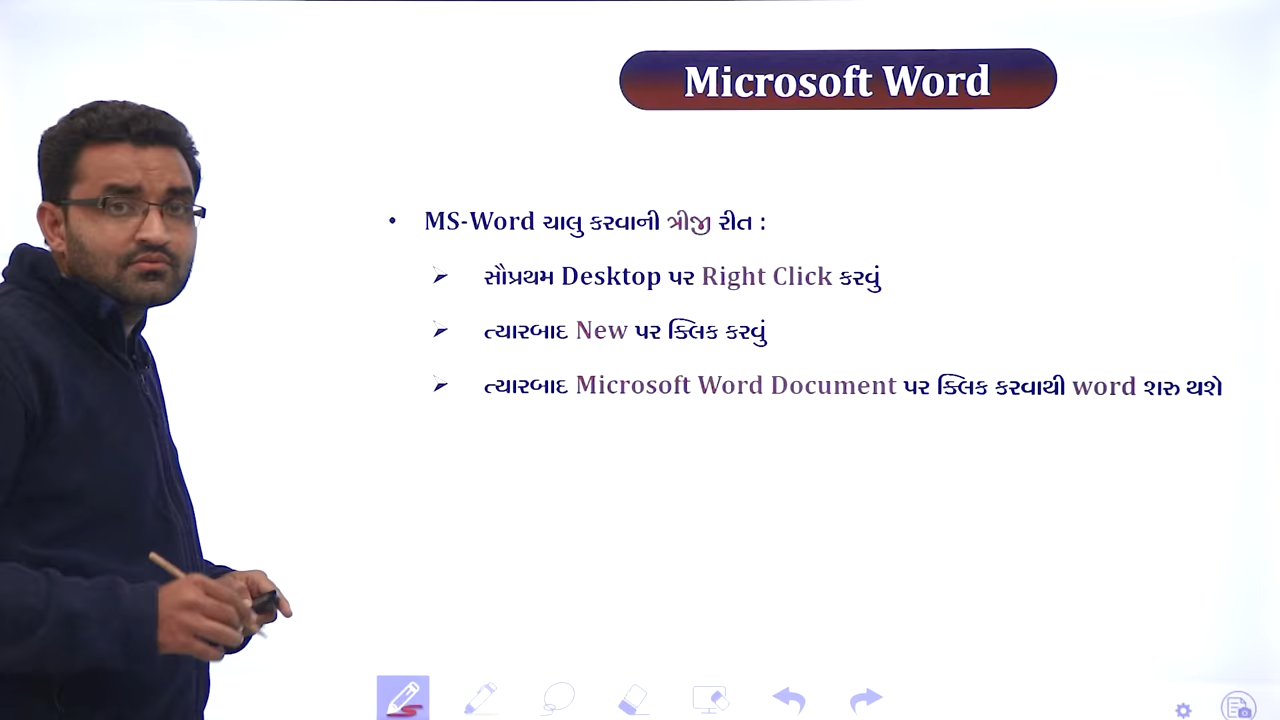 Microsoft Word
• MS-Word ચાલુ કરવાની ત્રીજી રીત :
➢ સૌપ્રથમ Desktop પર Right Click કરવું
➢ ત્યારબાદ New પર ક્લિક કરવું
➢ ત્યારબાદ Microsoft Word Document પર ક્લિક કરવાથી word શરુ થશે